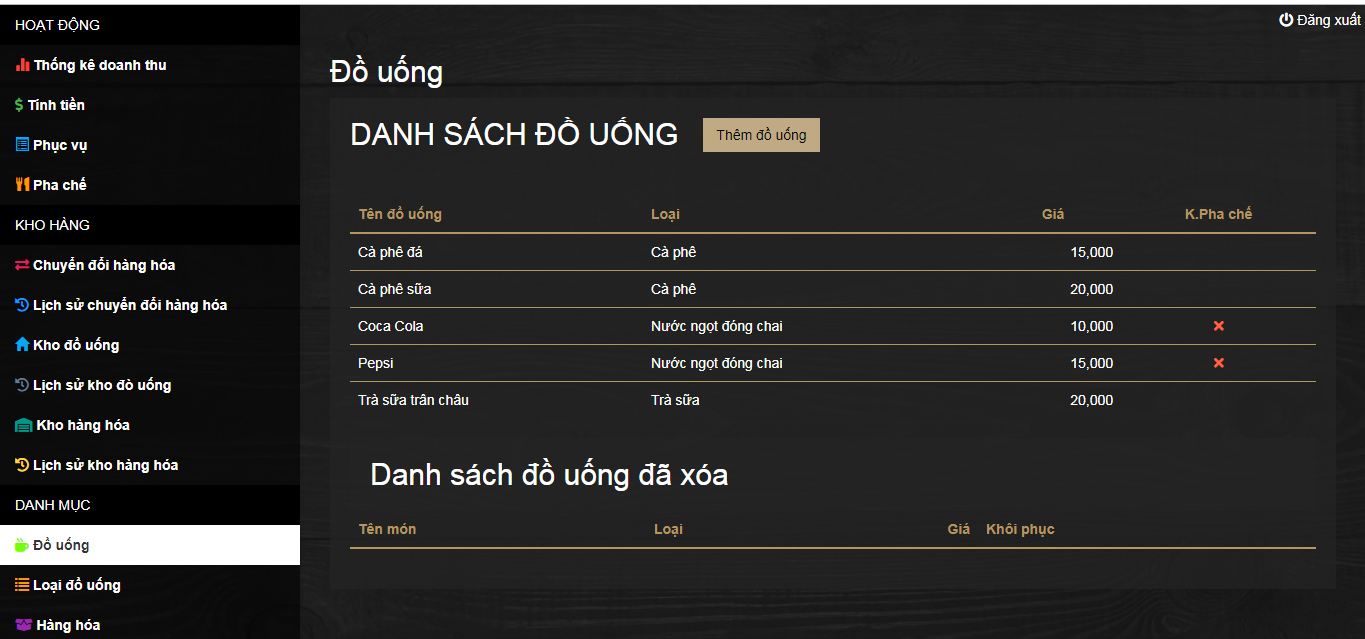 HOẠT ĐỘNG
Thống kê doanh thu
Tính tiền
Phục vụ
Pha chế
KHO HÀNG
Chuyển đổi hàng hóa
Lịch sử chuyển đổi hàng hóa
Kho đồ uống
Lịch sử kho đò uống
Kho hàng hóa
Lịch sử kho hàng hóa
DANH MỤC
Đồ uống
Loại đồ uống
Hàng hóa
Đăng xuất
Đồ uống
DANH SÁCH ĐỒ UỐNG Thêm đồ uống
Tên đồ uống Loại Giá K.Pha chế
Cà phê đá Cà phê 15,000
Cà phê sữa Cà phê 20,000
Coca Cola Nước ngọt đóng chai 10,000
Pepsi Nước ngọt đóng chai 15,000
Trà sữa trân châu Trà sữa 20,000
Danh sách đồ uống đã xóa
Tên món Loại Giá Khôi phục